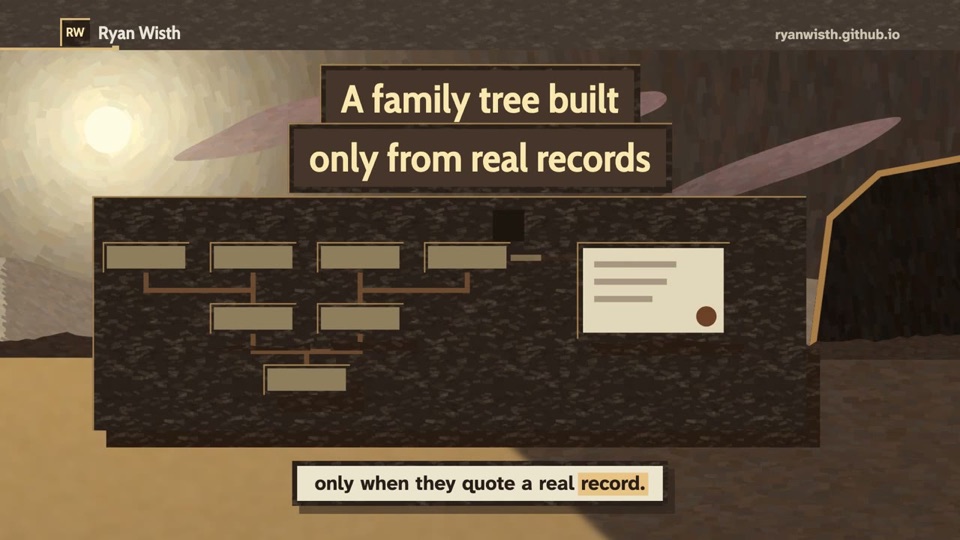 RW Ryan Wisth
ryanwisth.github.io
A family tree built
only from real records
only when they quote a real record.